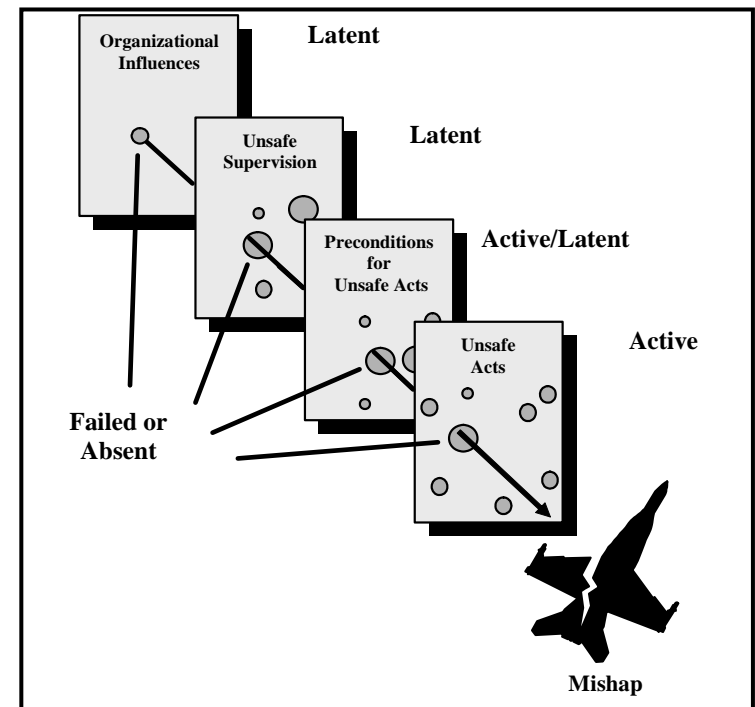 Organizational
Influences
Latent
Unsafe
Supervision
Latent
Preconditions
for
Unsafe Acts
Active/Latent
Unsafe
Acts
Active
Failed or
Absent
Mishap